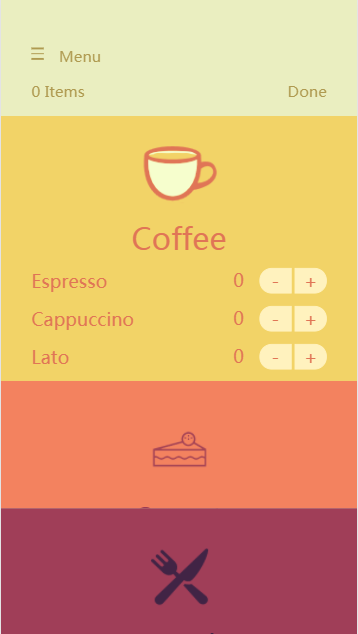 ☰ Menu
0 Items Done
Coffee
Espresso 0 - +
Cappuccino 0 - +
Lato 0 - +